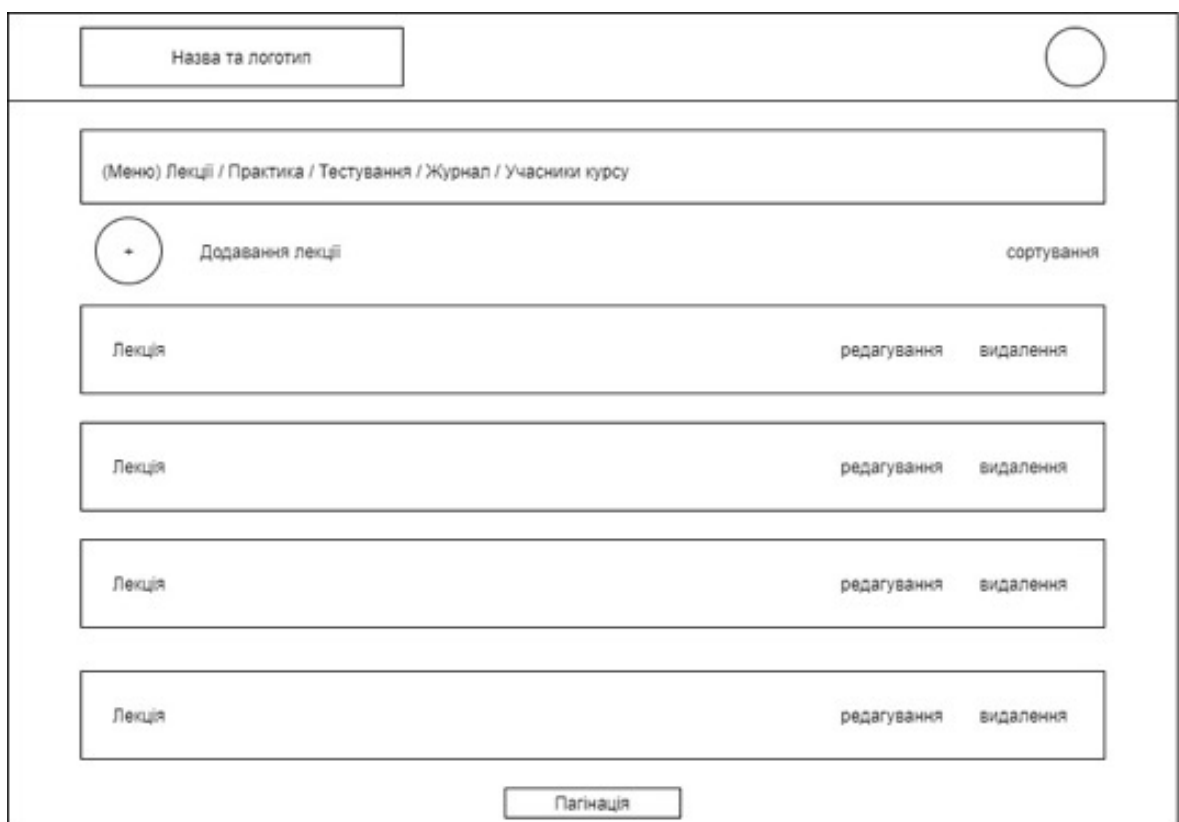 Назва та логотип
(Меню) Лекції / Практика / Тестування / Журнал / Учасники курсу
+ Додавання лекції сортування
Лекція редагування видалення
Лекція редагування видалення
Лекція редагування видалення
Лекція редагування видалення
Пагінація